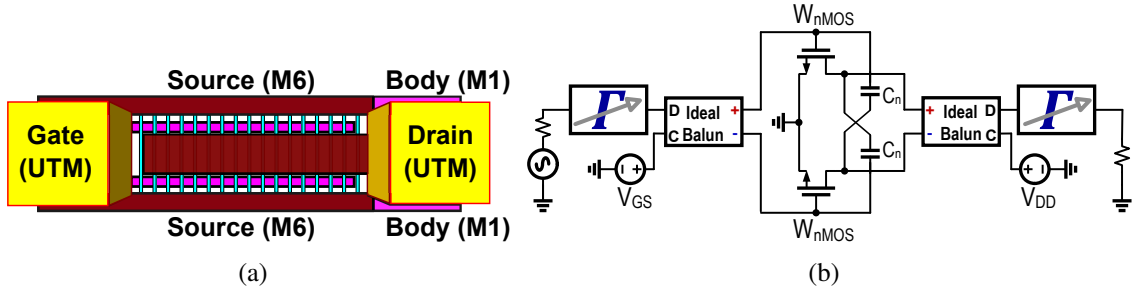 Source (M6)
Body (M1)
Gate
(UTM)
Drain
(UTM)
Source (M6)
Body (M1)
(a)
WnMOS
Γ
D Ideal +
C Balun -
Cn
Cn
+ Ideal D
- Balun C
Γ
VGS
VDD
WnMOS
(b)